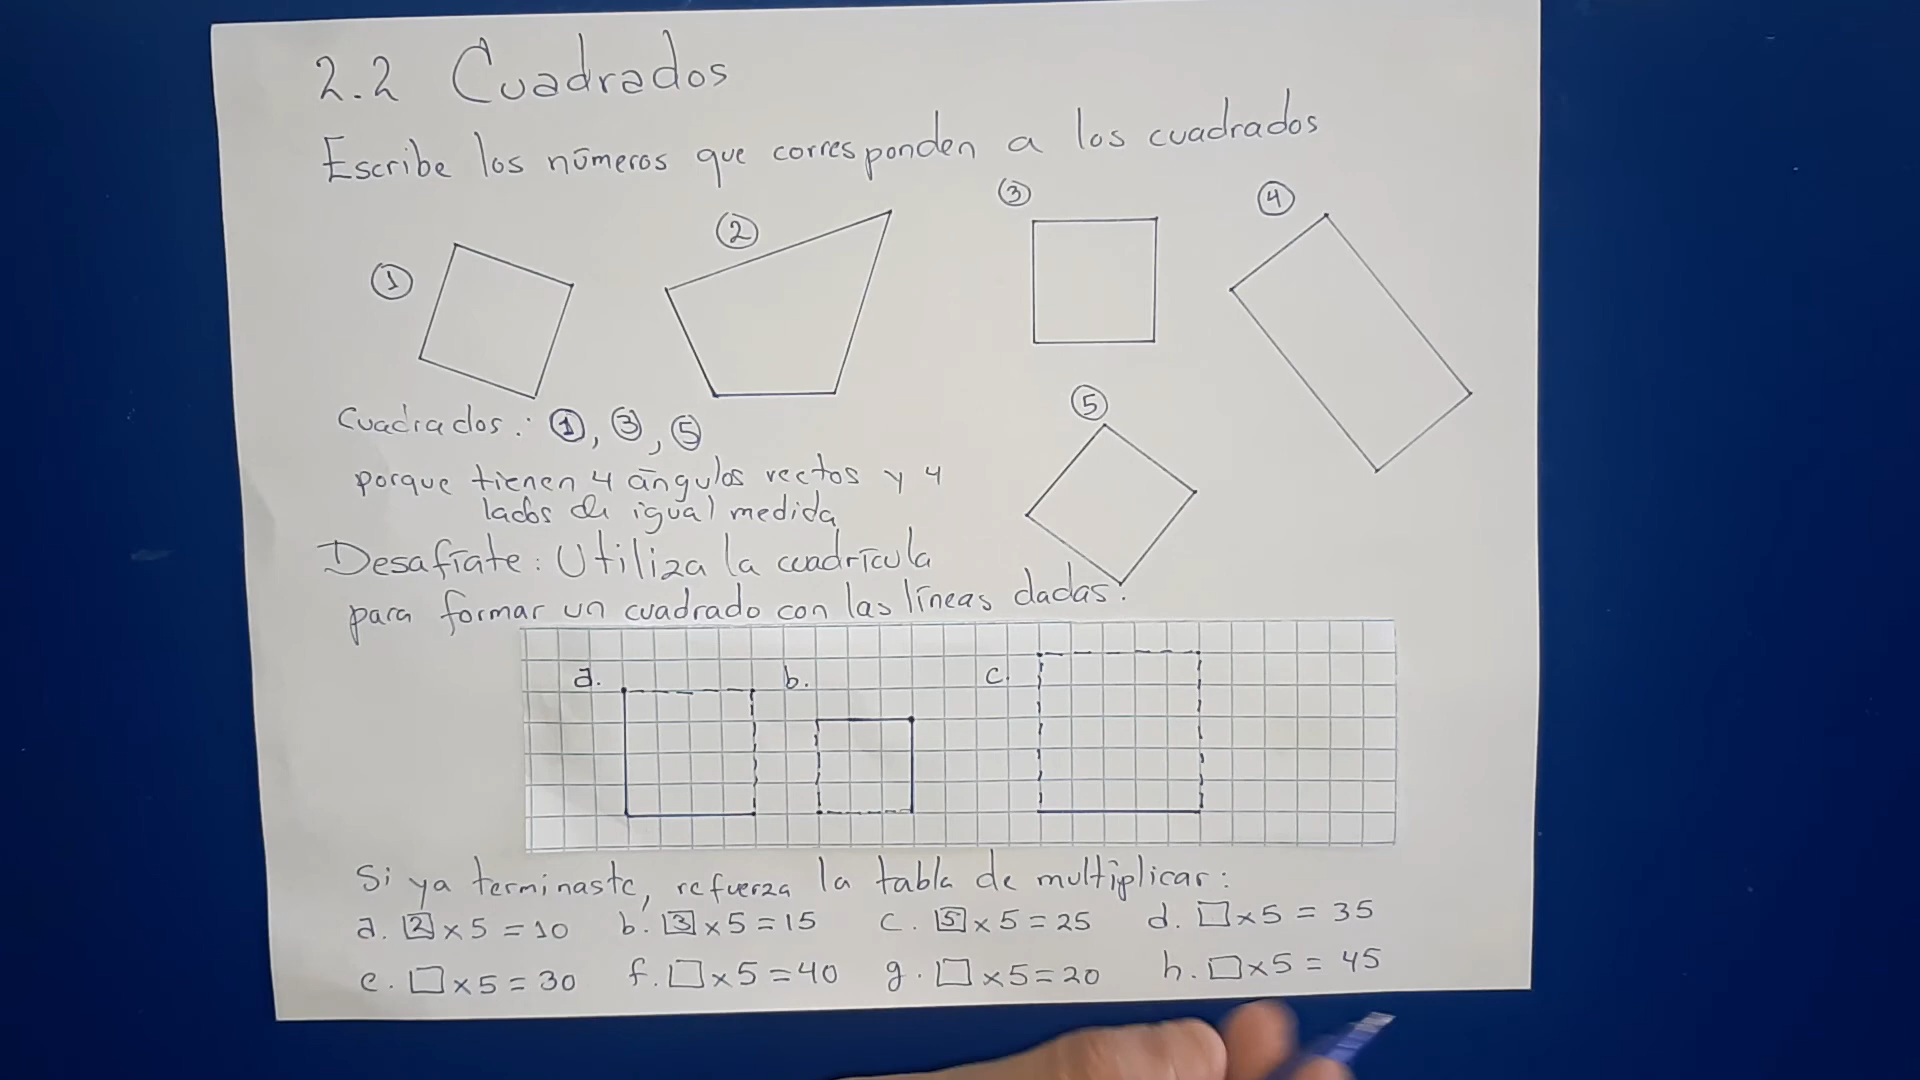 2.2 Cuadrados
Escribe los números que corresponden a los cuadrados
① ② ③ ④
⑤
Cuadrados: ①, ③, ⑤
porque tienen 4 ángulos rectos y 4
lados de igual medida
Desafíate: Utiliza la cuadrícula
para formar un cuadrado con las líneas dadas.
a. b. c.
Si ya terminaste, refuerza la tabla de multiplicar:
a. 2 × 5 = 10 b. 3 × 5 = 15 c. 5 × 5 = 25 d. □ × 5 = 35
e. □ × 5 = 30 f. □ × 5 = 40 g. □ × 5 = 20 h. □ × 5 = 45